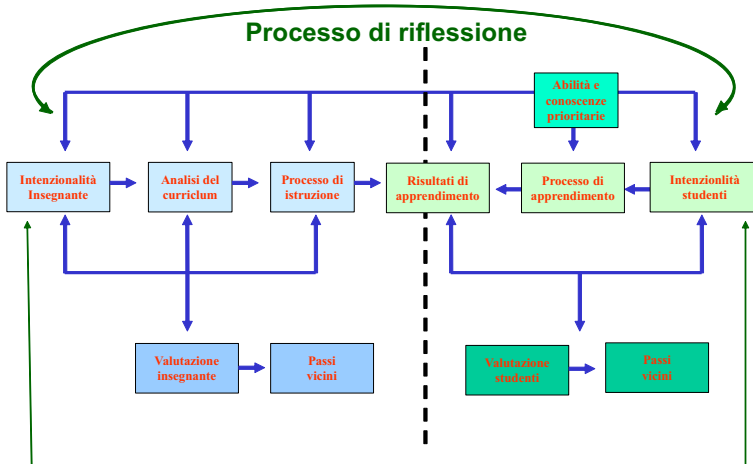 Processo di riflessione
Abilità e
conoscenze
prioritarie
Intenzionalità
Insegnante
Analisi del
curriclum
Processo di
istruzione
Risultati di
apprendimento
Processo di
apprendimento
Intenzionlità
studenti
Valutazione
insegnante
Passi
vicini
Valutazione
studenti
Passi
vicini